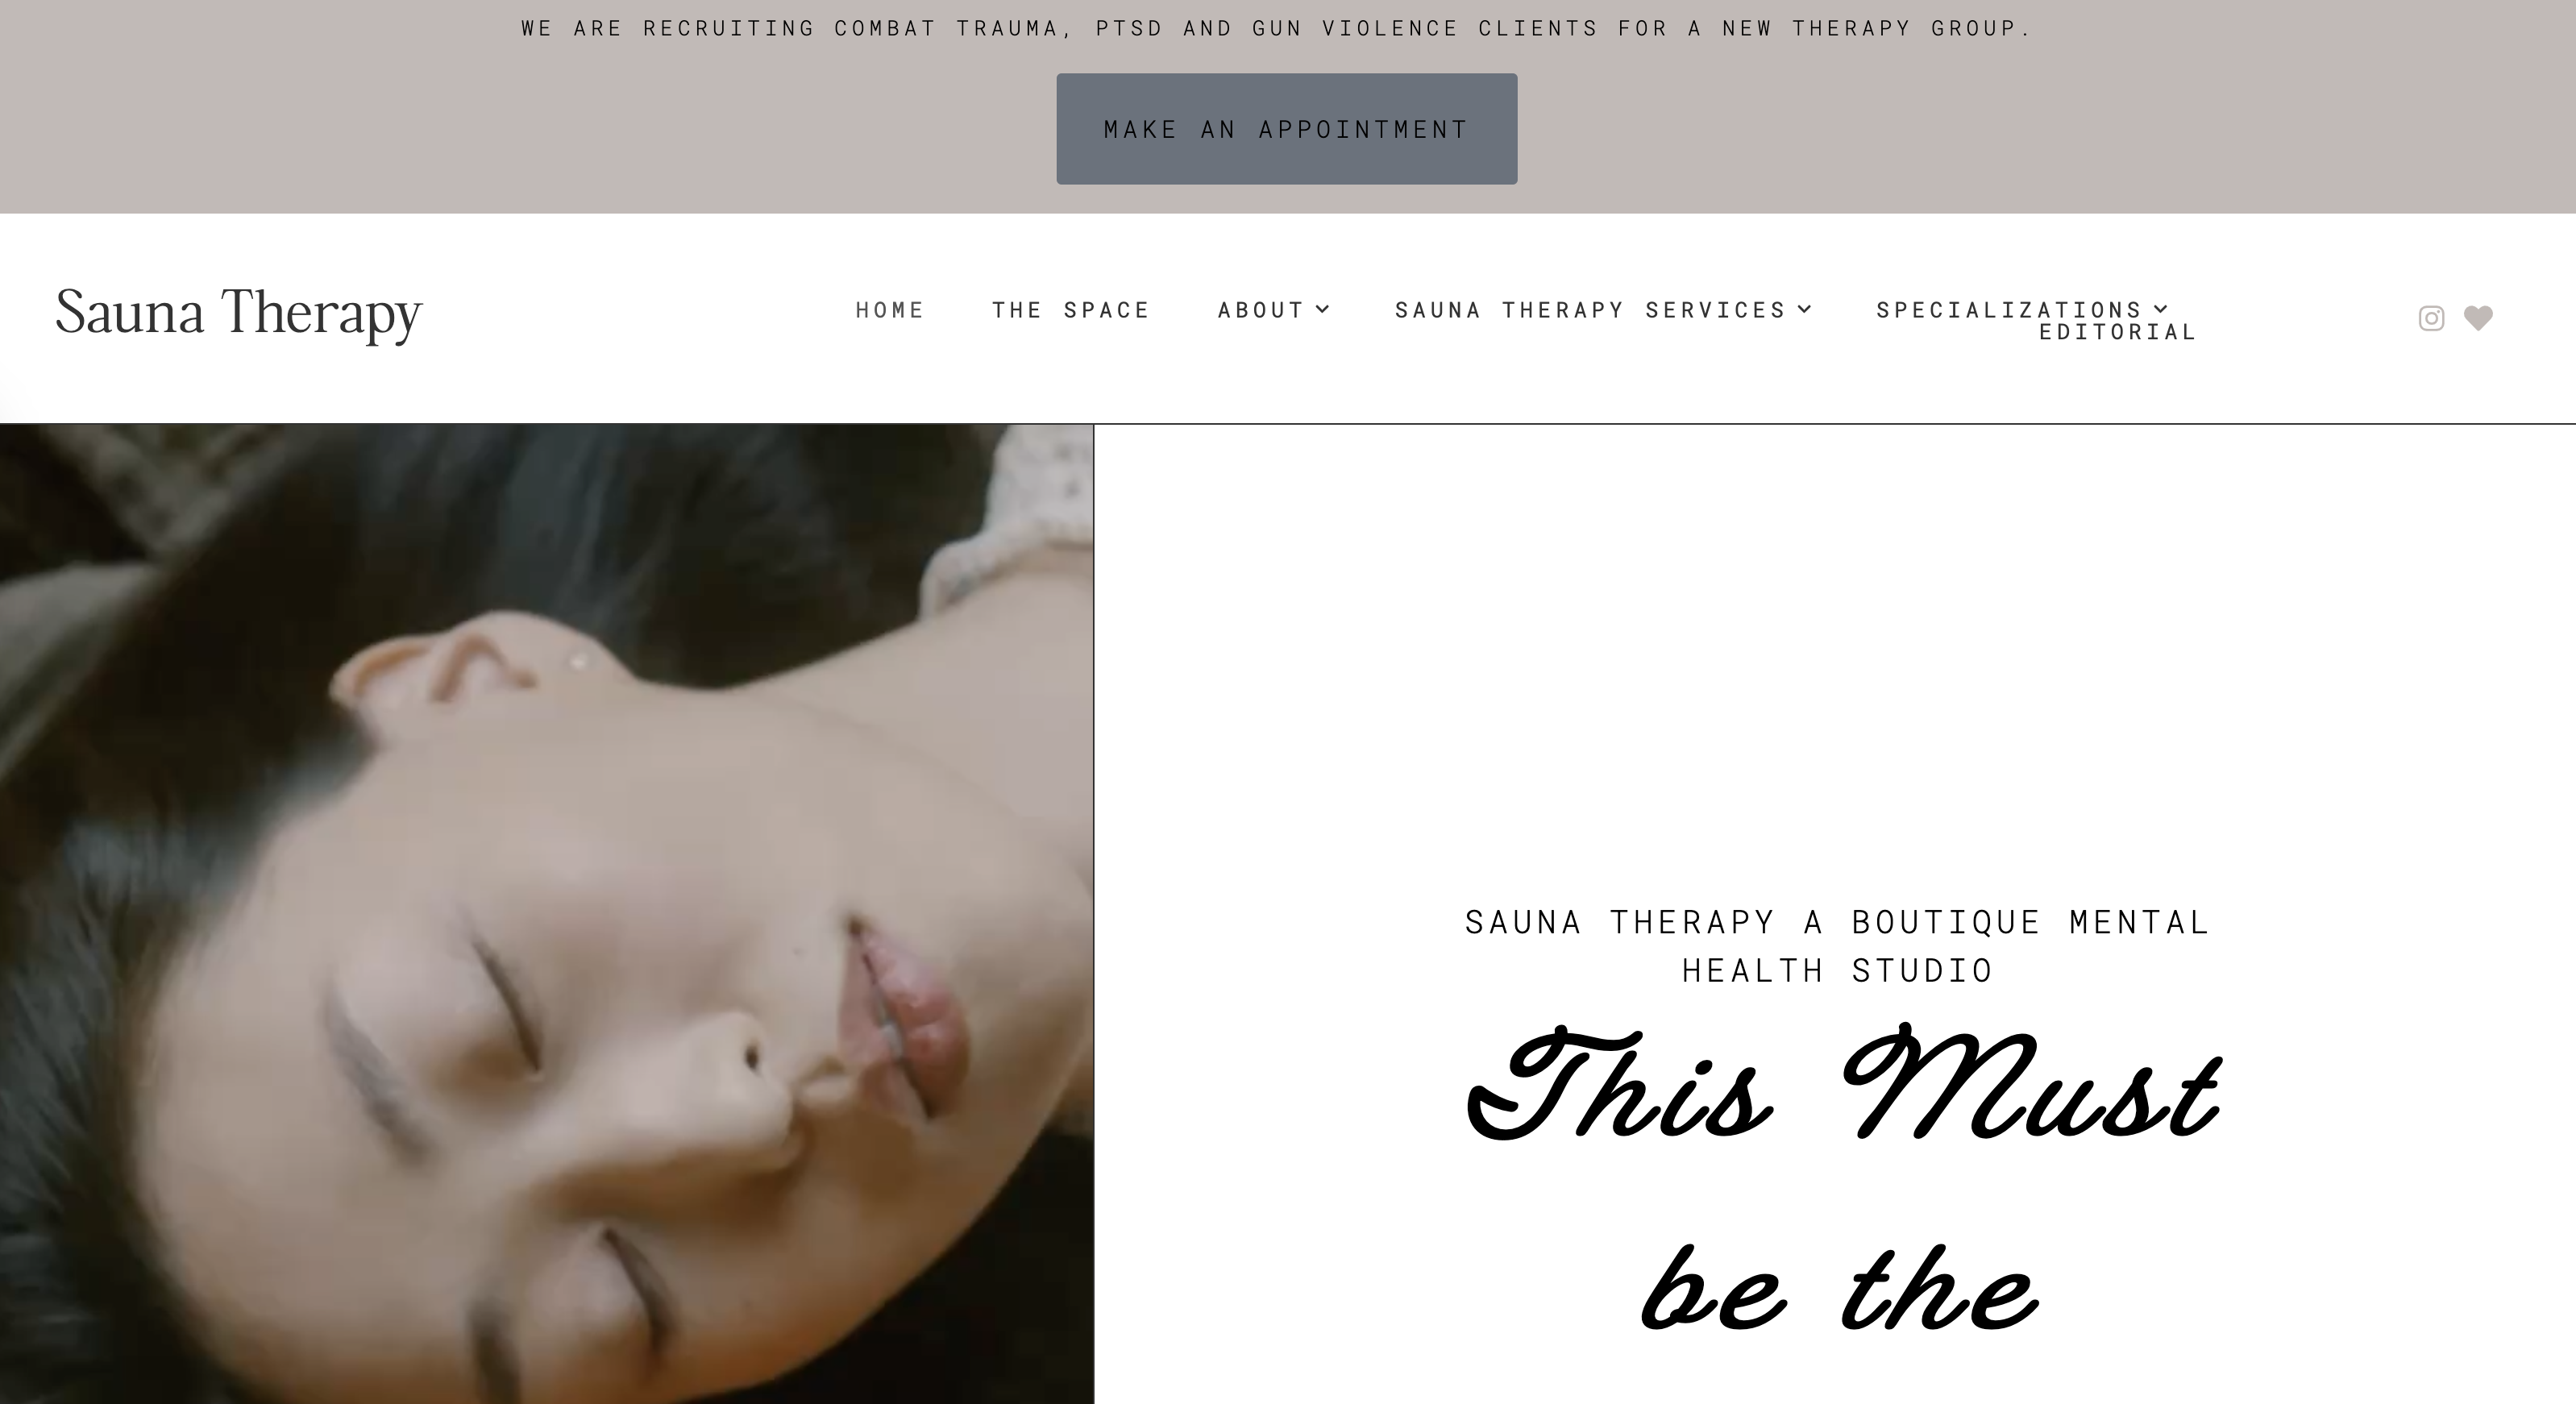 WE ARE RECRUITING COMBAT TRAUMA, PTSD AND GUN VIOLENCE CLIENTS FOR A NEW THERAPY GROUP.
MAKE AN APPOINTMENT
Sauna Therapy
HOME THE SPACE ABOUT SAUNA THERAPY SERVICES SPECIALIZATIONS
EDITORIAL
SAUNA THERAPY A BOUTIQUE MENTAL
HEALTH STUDIO
This Must
be the